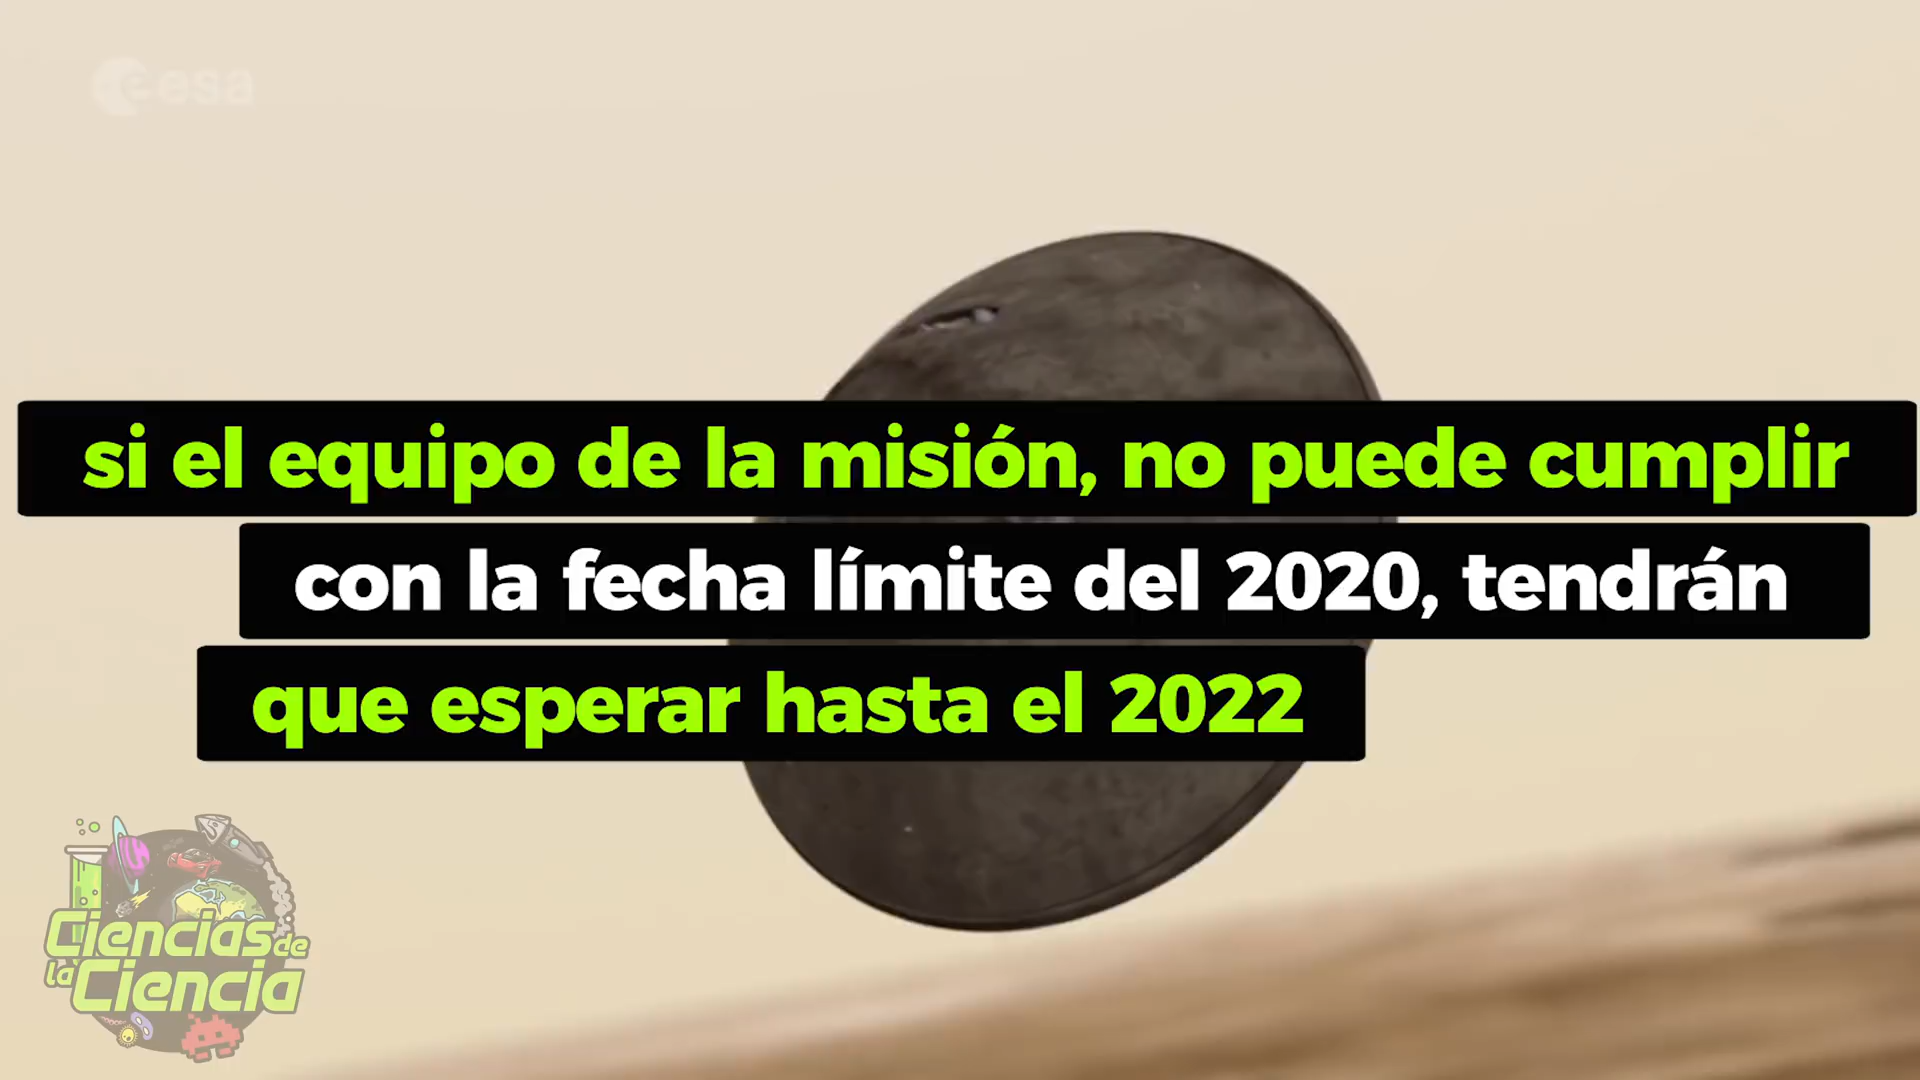 esa
si el equipo de la misión, no puede cumplir
con la fecha límite del 2020, tendrán
que esperar hasta el 2022
Ciencias de
la Ciencia